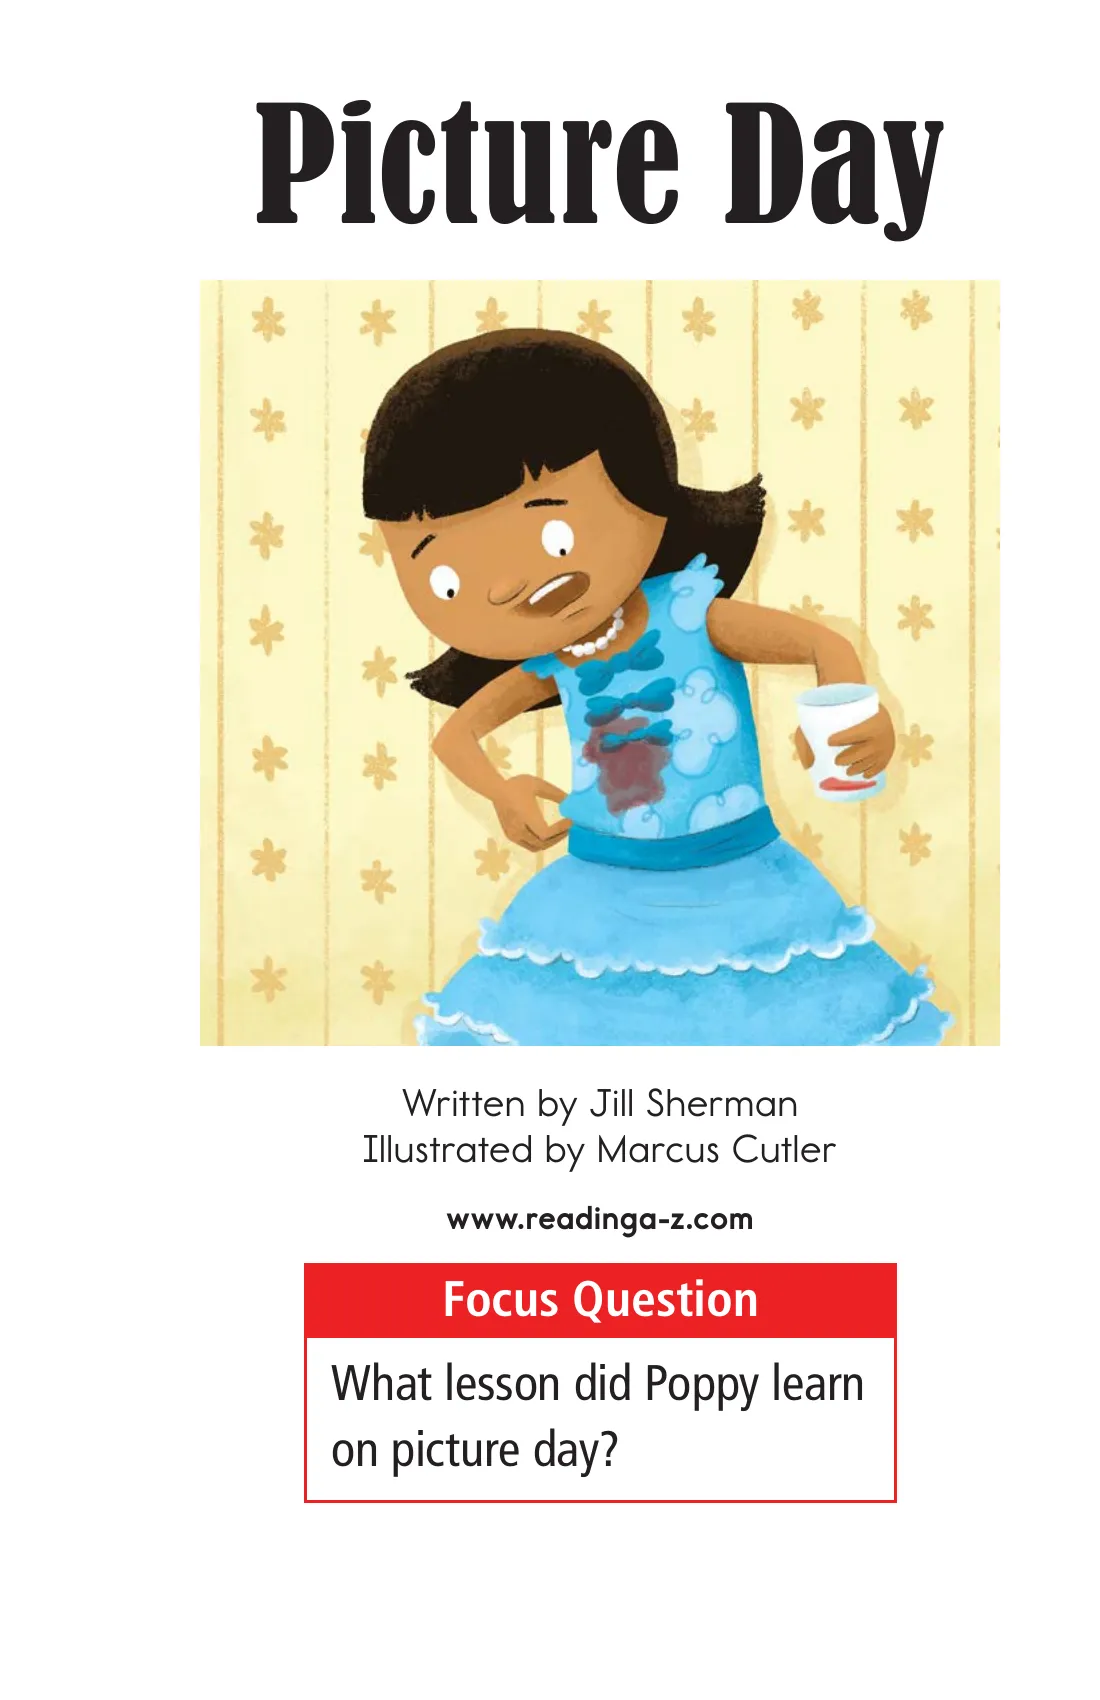 Picture Day
Written by Jill Sherman
Illustrated by Marcus Cutler
www.readinga-z.com
Focus Question
What lesson did Poppy learn
on picture day?